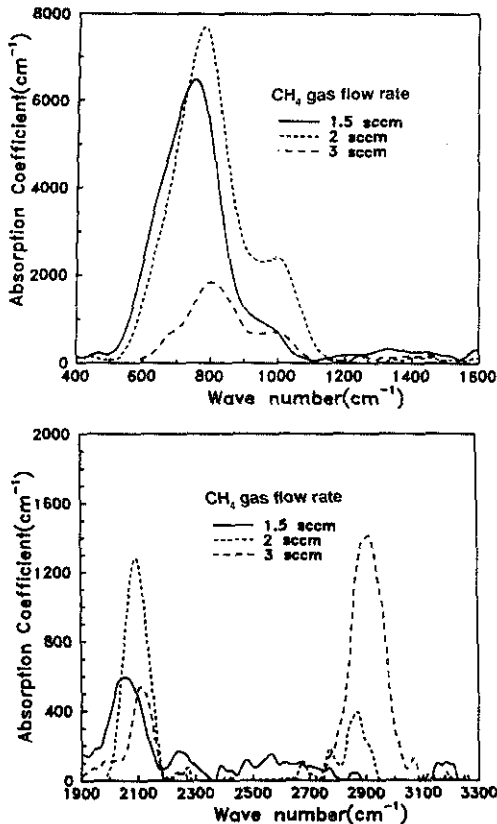 8000
6000
4000
2000
0
Absorption Coefficient(cm⁻¹)
CH₄ gas flow rate
1.5 sccm
2 sccm
3 sccm
400 600 800 1000 1200 1400 1600
Wave number(cm⁻¹)
2000
1600
1200
800
400
0
Absorption Coefficient(cm⁻¹)
CH₄ gas flow rate
1.5 sccm
2 sccm
3 sccm
1900 2100 2300 2500 2700 2900 3100 3300
Wave number(cm⁻¹)